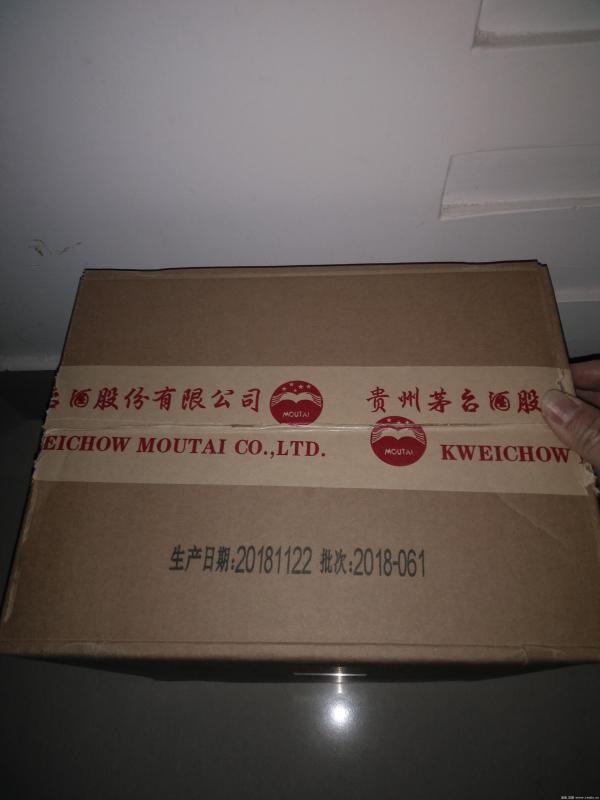 台酒股份有限公司 MOUTAI 贵州茅台酒股
EICHOW MOUTAI CO.,LTD. MOUTAI KWEICHOW
生产日期:20181122 批次:2018-061